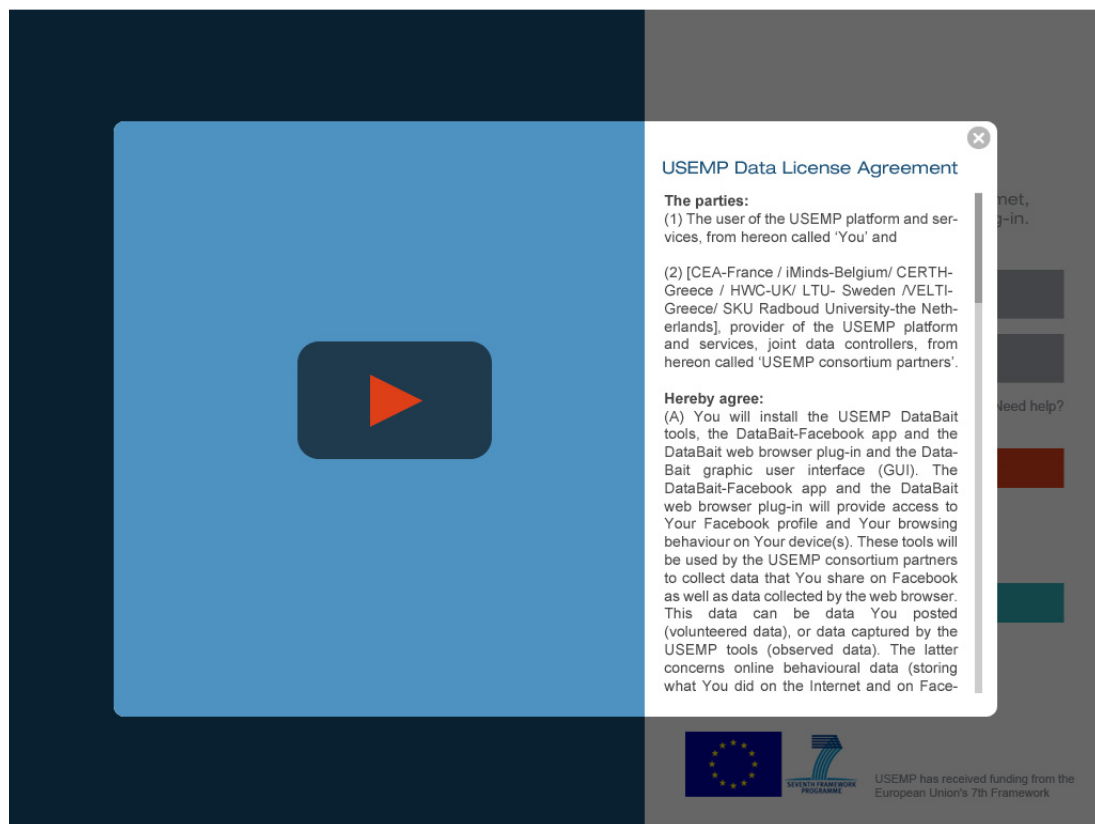 USEMP Data License Agreement
The parties:
(1) The user of the USEMP platform and ser-
vices, from hereon called ‘You’ and
(2) [CEA-France / iMinds-Belgium/ CERTH-
Greece / HWC-UK/ LTU- Sweden /VELTI-
Greece/ SKU Radboud University-the Neth-
erlands], provider of the USEMP platform
and services, joint data controllers, from
hereon called ‘USEMP consortium partners’.
Hereby agree:
(A) You will install the USEMP DataBait
tools, the DataBait-Facebook app and the
DataBait web browser plug-in and the Data-
Bait graphic user interface (GUI). The
DataBait-Facebook app and the DataBait
web browser plug-in will provide access to
Your Facebook profile and Your browsing
behaviour on Your device(s). These tools will
be used by the USEMP consortium partners
to collect data that You share on Facebook
as well as data collected by the web browser.
This data can be data You posted
(volunteered data), or data captured by the
USEMP tools (observed data). The latter
concerns online behavioural data (storing
what You did on the Internet and on Face-
Need help?
SEVENTH FRAMEWORK
PROGRAMME
USEMP has received funding from the
European Union's 7th Framework